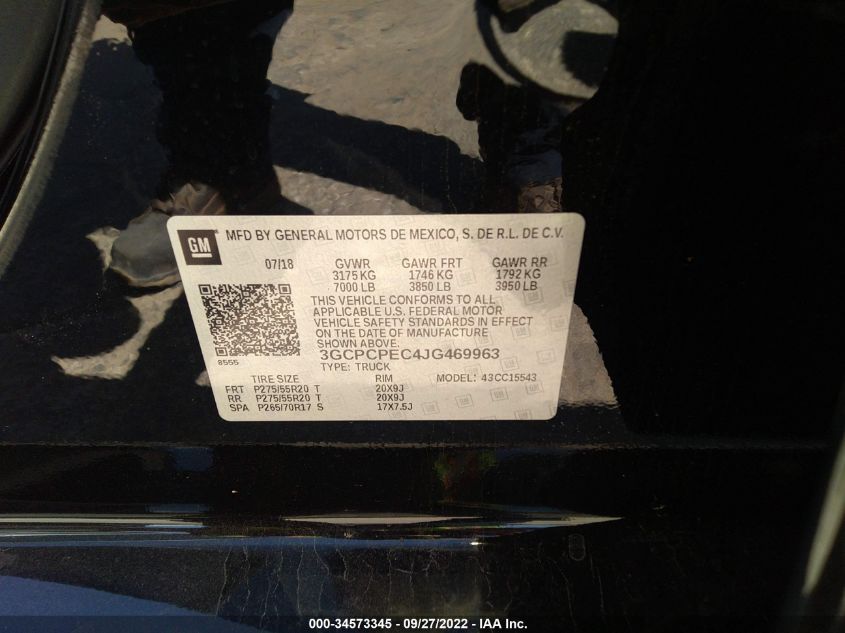 GM
MFD BY GENERAL MOTORS DE MEXICO, S. DE R.L. DE C.V.
07/18 GVWR GAWR FRT GAWR RR
3175 KG 1746 KG 1792 KG
7000 LB 3850 LB 3950 LB
THIS VEHICLE CONFORMS TO ALL
APPLICABLE U.S. FEDERAL MOTOR
VEHICLE SAFETY STANDARDS IN EFFECT
ON THE DATE OF MANUFACTURE
SHOWN ABOVE.
8555 3GCPCPEC4JG469963
TYPE: TRUCK
TIRE SIZE RIM MODEL: 43CC15543
FRT P275/55R20 T 20X9J
RR P275/55R20 T 20X9J
SPA P265/70R17 S 17X7.5J
000-34573345 - 09/27/2022 - IAA Inc.